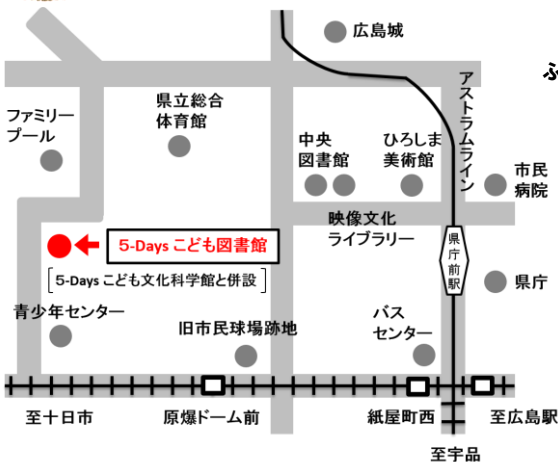 広島城
ふ
アストラムライン
ファミリー
プール
県立総合
体育館
中央
図書館
ひろしま
美術館
市民
病院
映像文化
ライブラリー
5-Days こども図書館
5-Days こども文化科学館と併設
県庁前駅
県庁
青少年センター
旧市民球場跡地
バス
センター
至十日市
原爆ドーム前
紙屋町西
至広島駅
至宇品